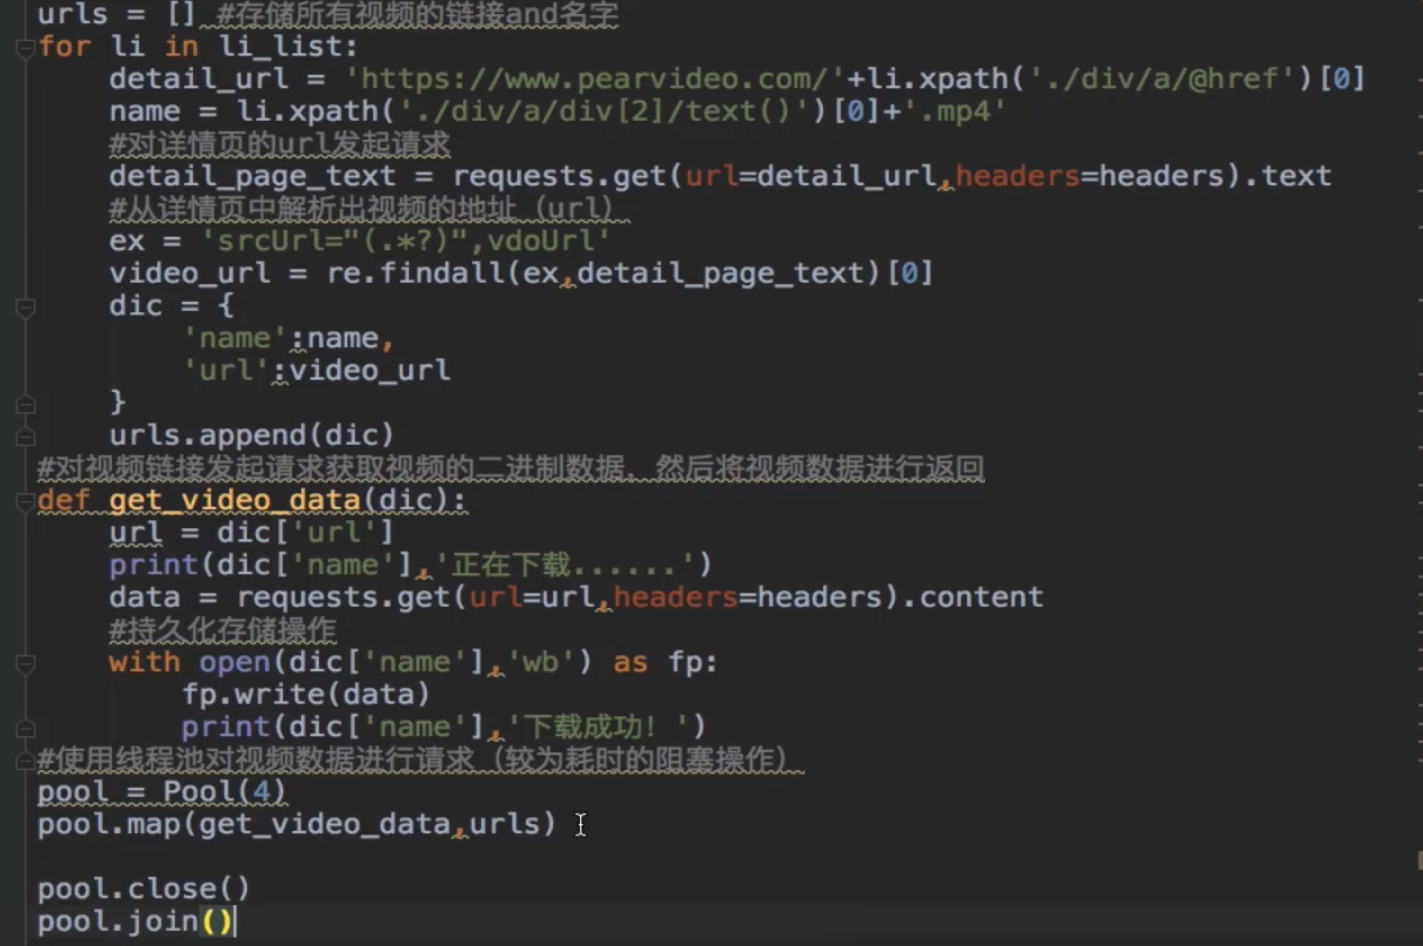 urls = [] #存储所有视频的链接and名字
for li in li_list:
    detail_url = 'https://www.pearvideo.com/'+li.xpath('./div/a/@href')[0]
    name = li.xpath('./div/a/div[2]/text()')[0]+'.mp4'
    #对详情页的url发起请求
    detail_page_text = requests.get(url=detail_url,headers=headers).text
    #从详情页中解析出视频的地址（url）
    ex = 'srcUrl="(.*?)",vdoUrl'
    video_url = re.findall(ex,detail_page_text)[0]
    dic = {
        'name':name,
        'url':video_url
    }
    urls.append(dic)
#对视频链接发起请求获取视频的二进制数据，然后将视频数据进行返回
def get_video_data(dic):
    url = dic['url']
    print(dic['name'],'正在下载......')
    data = requests.get(url=url,headers=headers).content
    #持久化存储操作
    with open(dic['name'],'wb') as fp:
        fp.write(data)
        print(dic['name'],'下载成功！')
#使用线程池对视频数据进行请求（较为耗时的阻塞操作）
pool = Pool(4)
pool.map(get_video_data,urls)
pool.close()
pool.join()